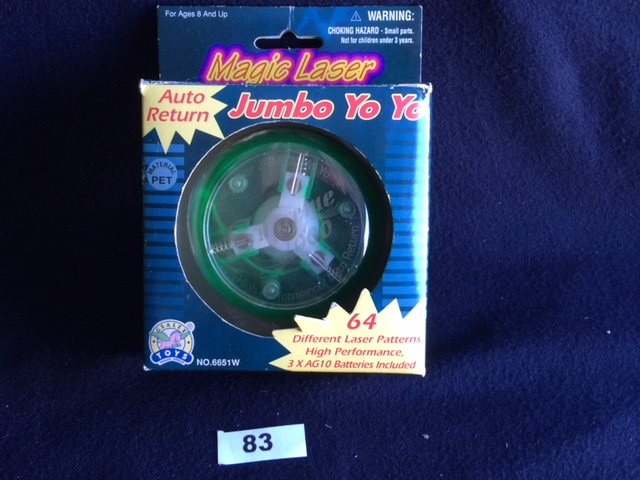 For Ages 8 And Up
⚠ WARNING:
CHOKING HAZARD - Small parts.
Not for children under 3 years.
Magic Laser
Auto
Return
Jumbo Yo Yo
MATERIAL
PET
Auto Return
64
Different Laser Patterns
High Performance,
3 X AG10 Batteries Included
TOYS
NO.6651W
83